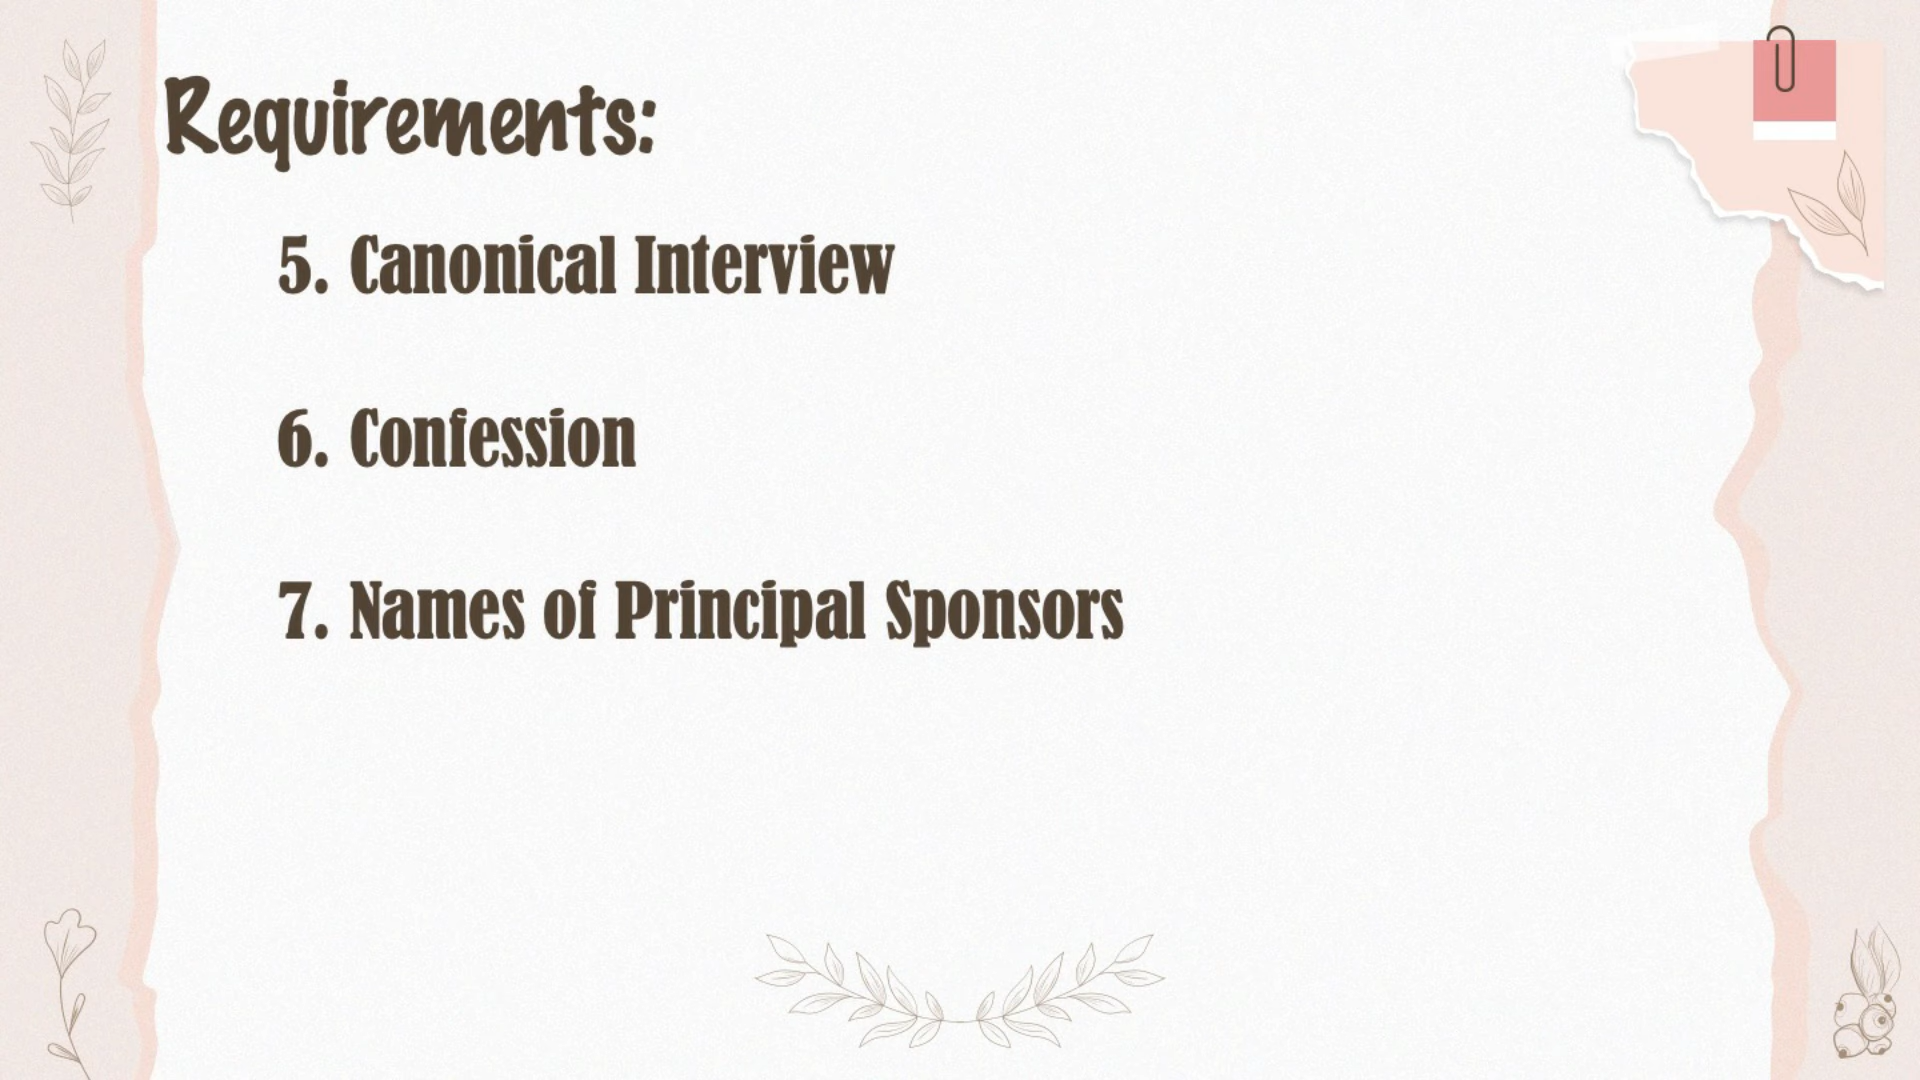 Requirements:
5. Canonical Interview
6. Confession
7. Names of Principal Sponsors